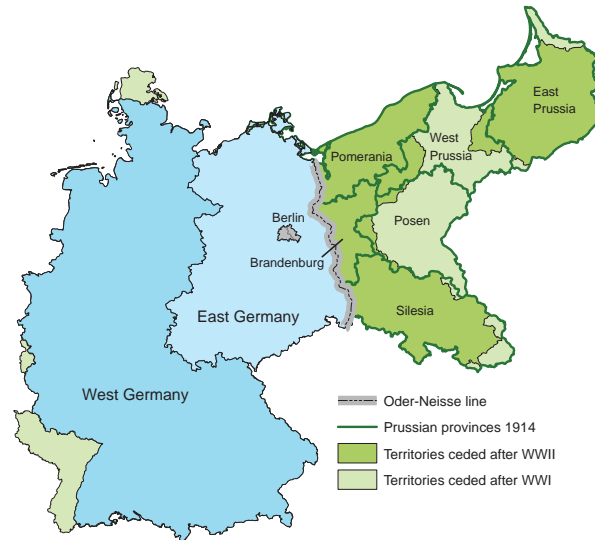 East
Prussia
West
Prussia
Pomerania
Posen
Berlin
Brandenburg
Silesia
East Germany
West Germany
Oder-Neisse line
Prussian provinces 1914
Territories ceded after WWII
Territories ceded after WWI